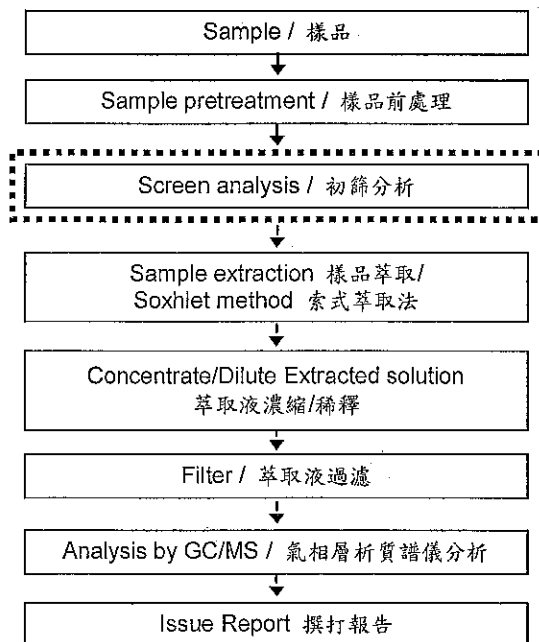 Sample / 樣品
Sample pretreatment / 樣品前處理
Screen analysis / 初篩分析
Sample extraction 樣品萃取/
Soxhlet method 索式萃取法
Concentrate/Dilute Extracted solution
萃取液濃縮/稀釋
Filter / 萃取液過濾
Analysis by GC/MS / 氣相層析質譜儀分析
Issue Report 撰打報告